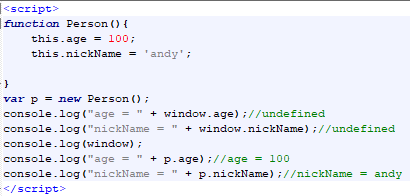 <script>
function Person(){
    this.age = 100;
    this.nickName = 'andy';

}
var p = new Person();
console.log("age = " + window.age);//undefined
console.log("nickName = " + window.nickName);//undefined
console.log(window);
console.log("age = " + p.age);//age = 100
console.log("nickName = " + p.nickName);//nickName = andy
</script>